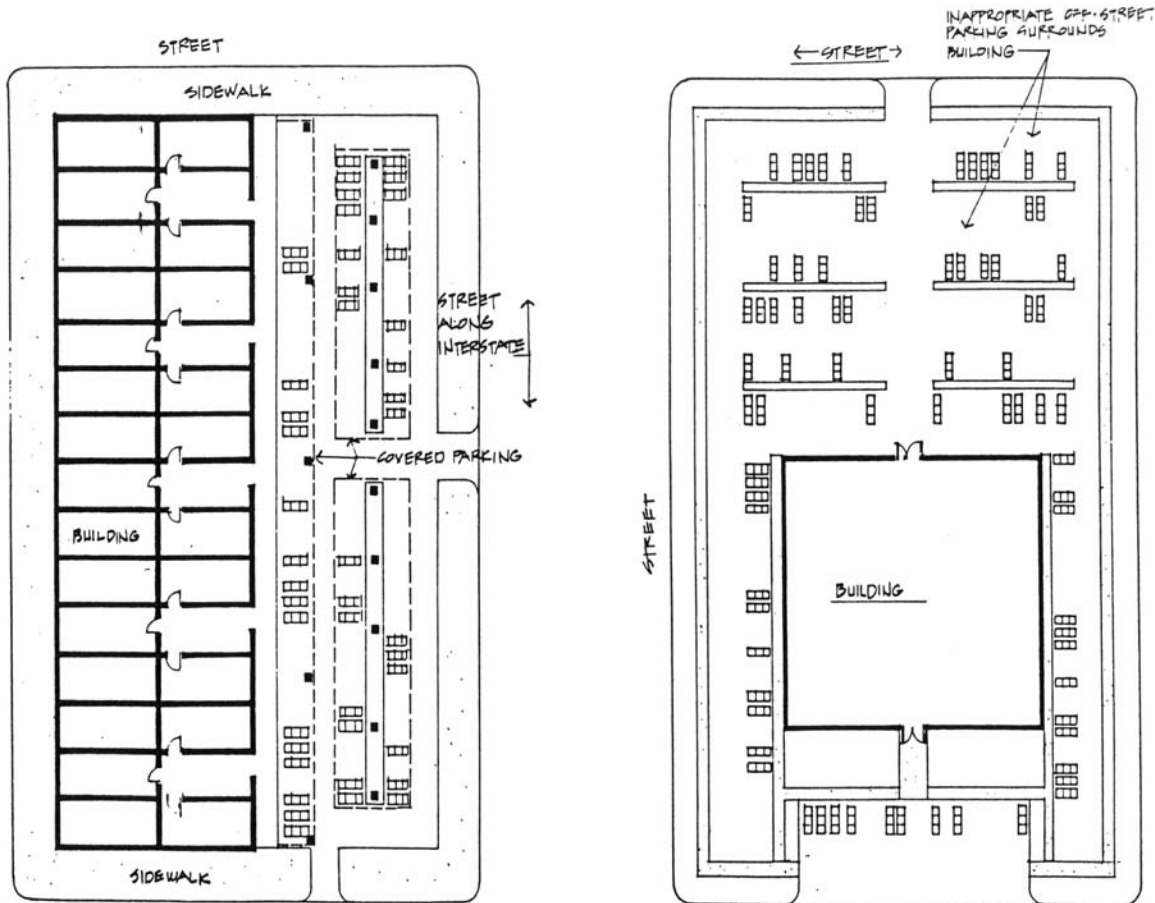 STREET
SIDEWALK
STREET
ALONG
INTERSTATE
COVERED PARKING
BUILDING
SIDEWALK
INAPPROPRIATE OFF-STREET
PARKING SURROUNDS
BUILDING
STREET
STREET
BUILDING